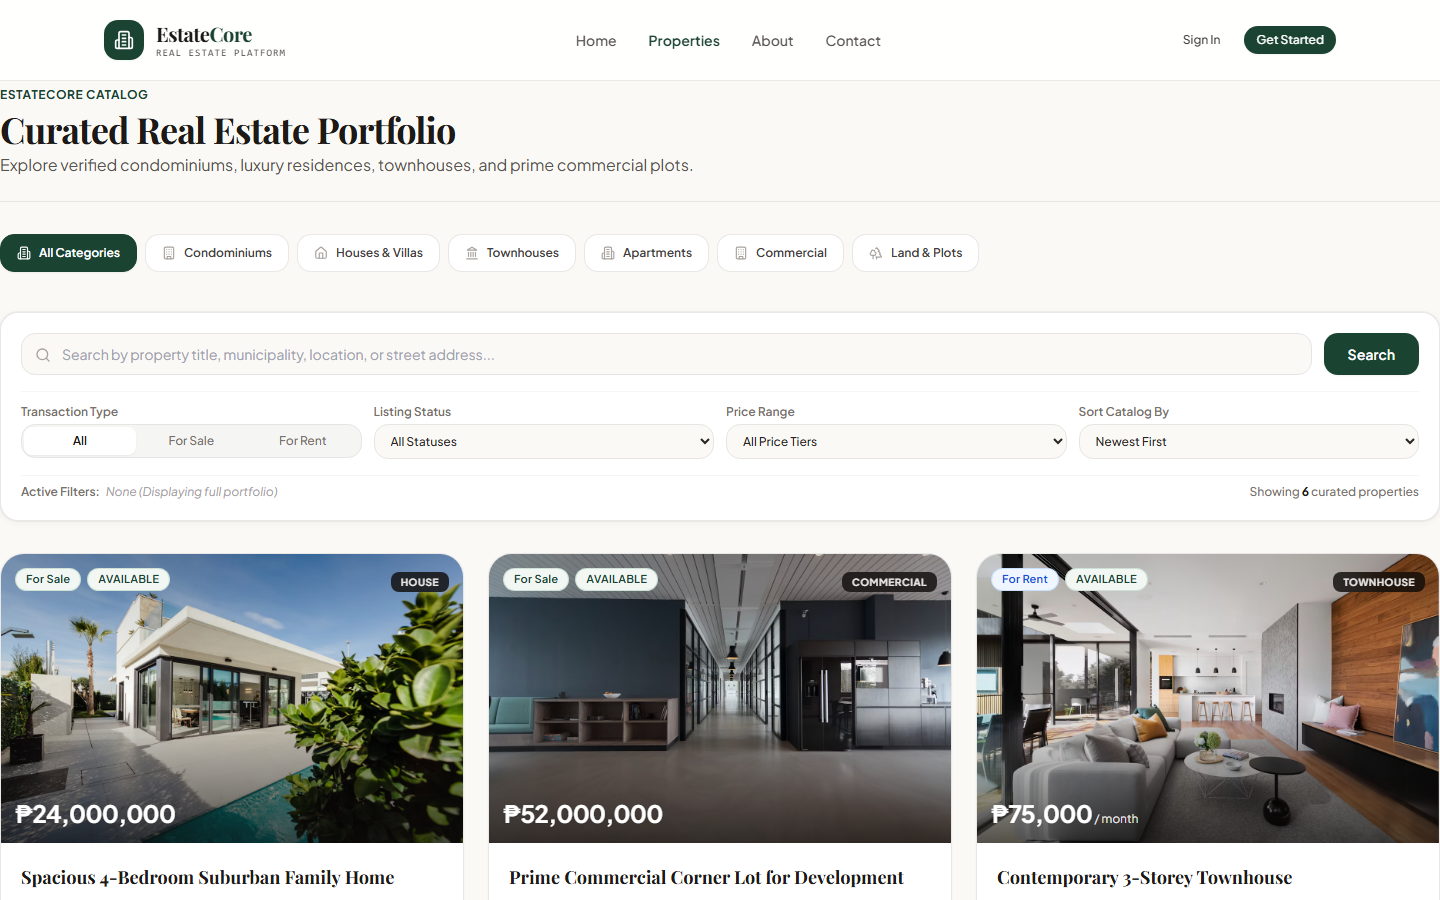 EstateCore
REAL ESTATE PLATFORM
Home
Properties
About
Contact
Sign In
Get Started
ESTATECORE CATALOG
Curated Real Estate Portfolio
Explore verified condominiums, luxury residences, townhouses, and prime commercial plots.
All Categories
Condominiums
Houses & Villas
Townhouses
Apartments
Commercial
Land & Plots
Search by property title, municipality, location, or street address...
Search
Transaction Type
All
For Sale
For Rent
Listing Status
All Statuses
Price Range
All Price Tiers
Sort Catalog By
Newest First
Active Filters: None (Displaying full portfolio)
Showing 6 curated properties
For Sale
AVAILABLE
HOUSE
₱24,000,000
Spacious 4-Bedroom Suburban Family Home
For Sale
AVAILABLE
COMMERCIAL
₱52,000,000
Prime Commercial Corner Lot for Development
For Rent
AVAILABLE
TOWNHOUSE
₱75,000 / month
Contemporary 3-Storey Townhouse